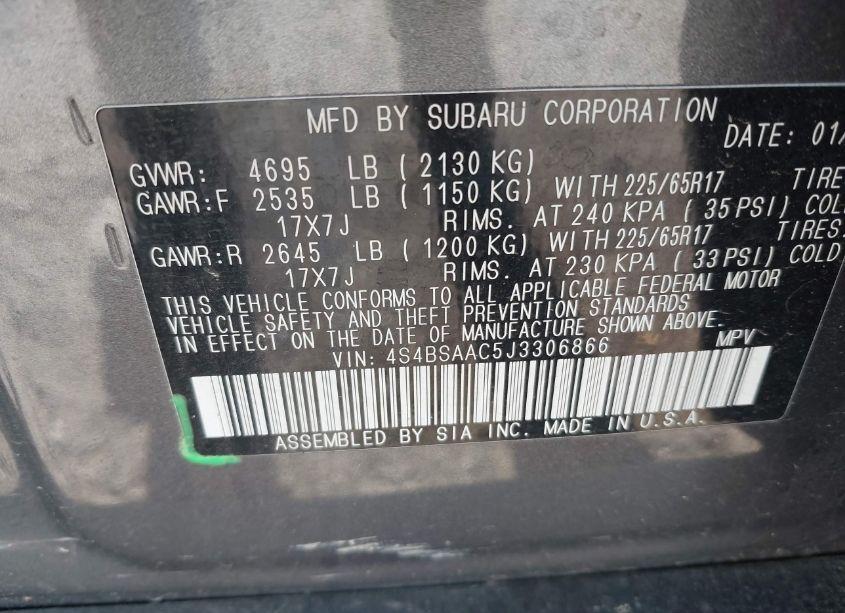 MFD BY SUBARU CORPORATION
DATE: 01/
GVWR: 4695 LB ( 2130 KG)
GAWR:F 2535 LB ( 1150 KG) WITH 225/65R17 TIRE
17X7J RIMS. AT 240 KPA ( 35 PSI) COL
GAWR:R 2645 LB ( 1200 KG) WITH 225/65R17 TIRES.
17X7J RIMS. AT 230 KPA ( 33 PSI) COLD
THIS VEHICLE CONFORMS TO ALL APPLICABLE FEDERAL MOTOR
VEHICLE SAFETY AND THEFT PREVENTION STANDARDS
IN EFFECT ON THE DATE OF MANUFACTURE SHOWN ABOVE.
VIN: 4S4BSAAC5J3306866 MPV
ASSEMBLED BY SIA INC. MADE IN U.S.A.